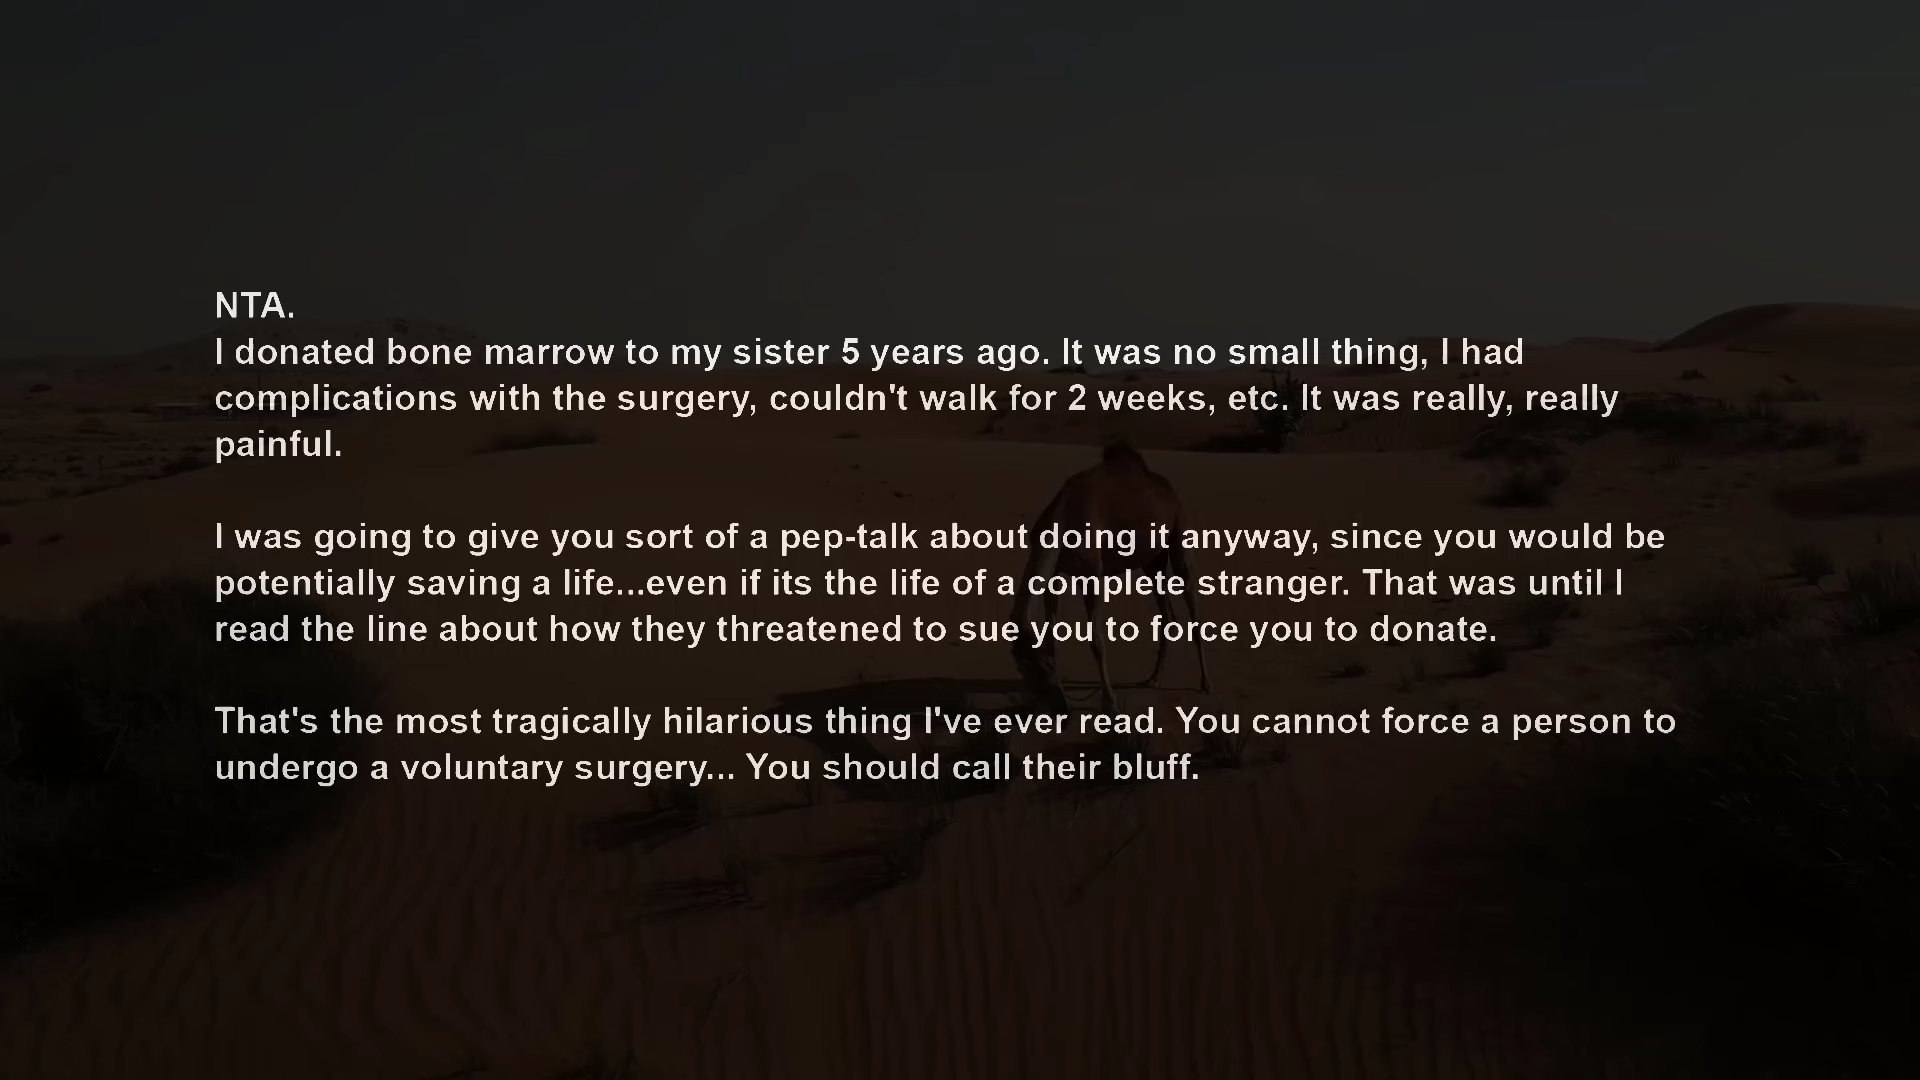 NTA.
I donated bone marrow to my sister 5 years ago. It was no small thing, I had
complications with the surgery, couldn't walk for 2 weeks, etc. It was really, really
painful.
I was going to give you sort of a pep-talk about doing it anyway, since you would be
potentially saving a life...even if its the life of a complete stranger. That was until I
read the line about how they threatened to sue you to force you to donate.
That's the most tragically hilarious thing I've ever read. You cannot force a person to
undergo a voluntary surgery... You should call their bluff.